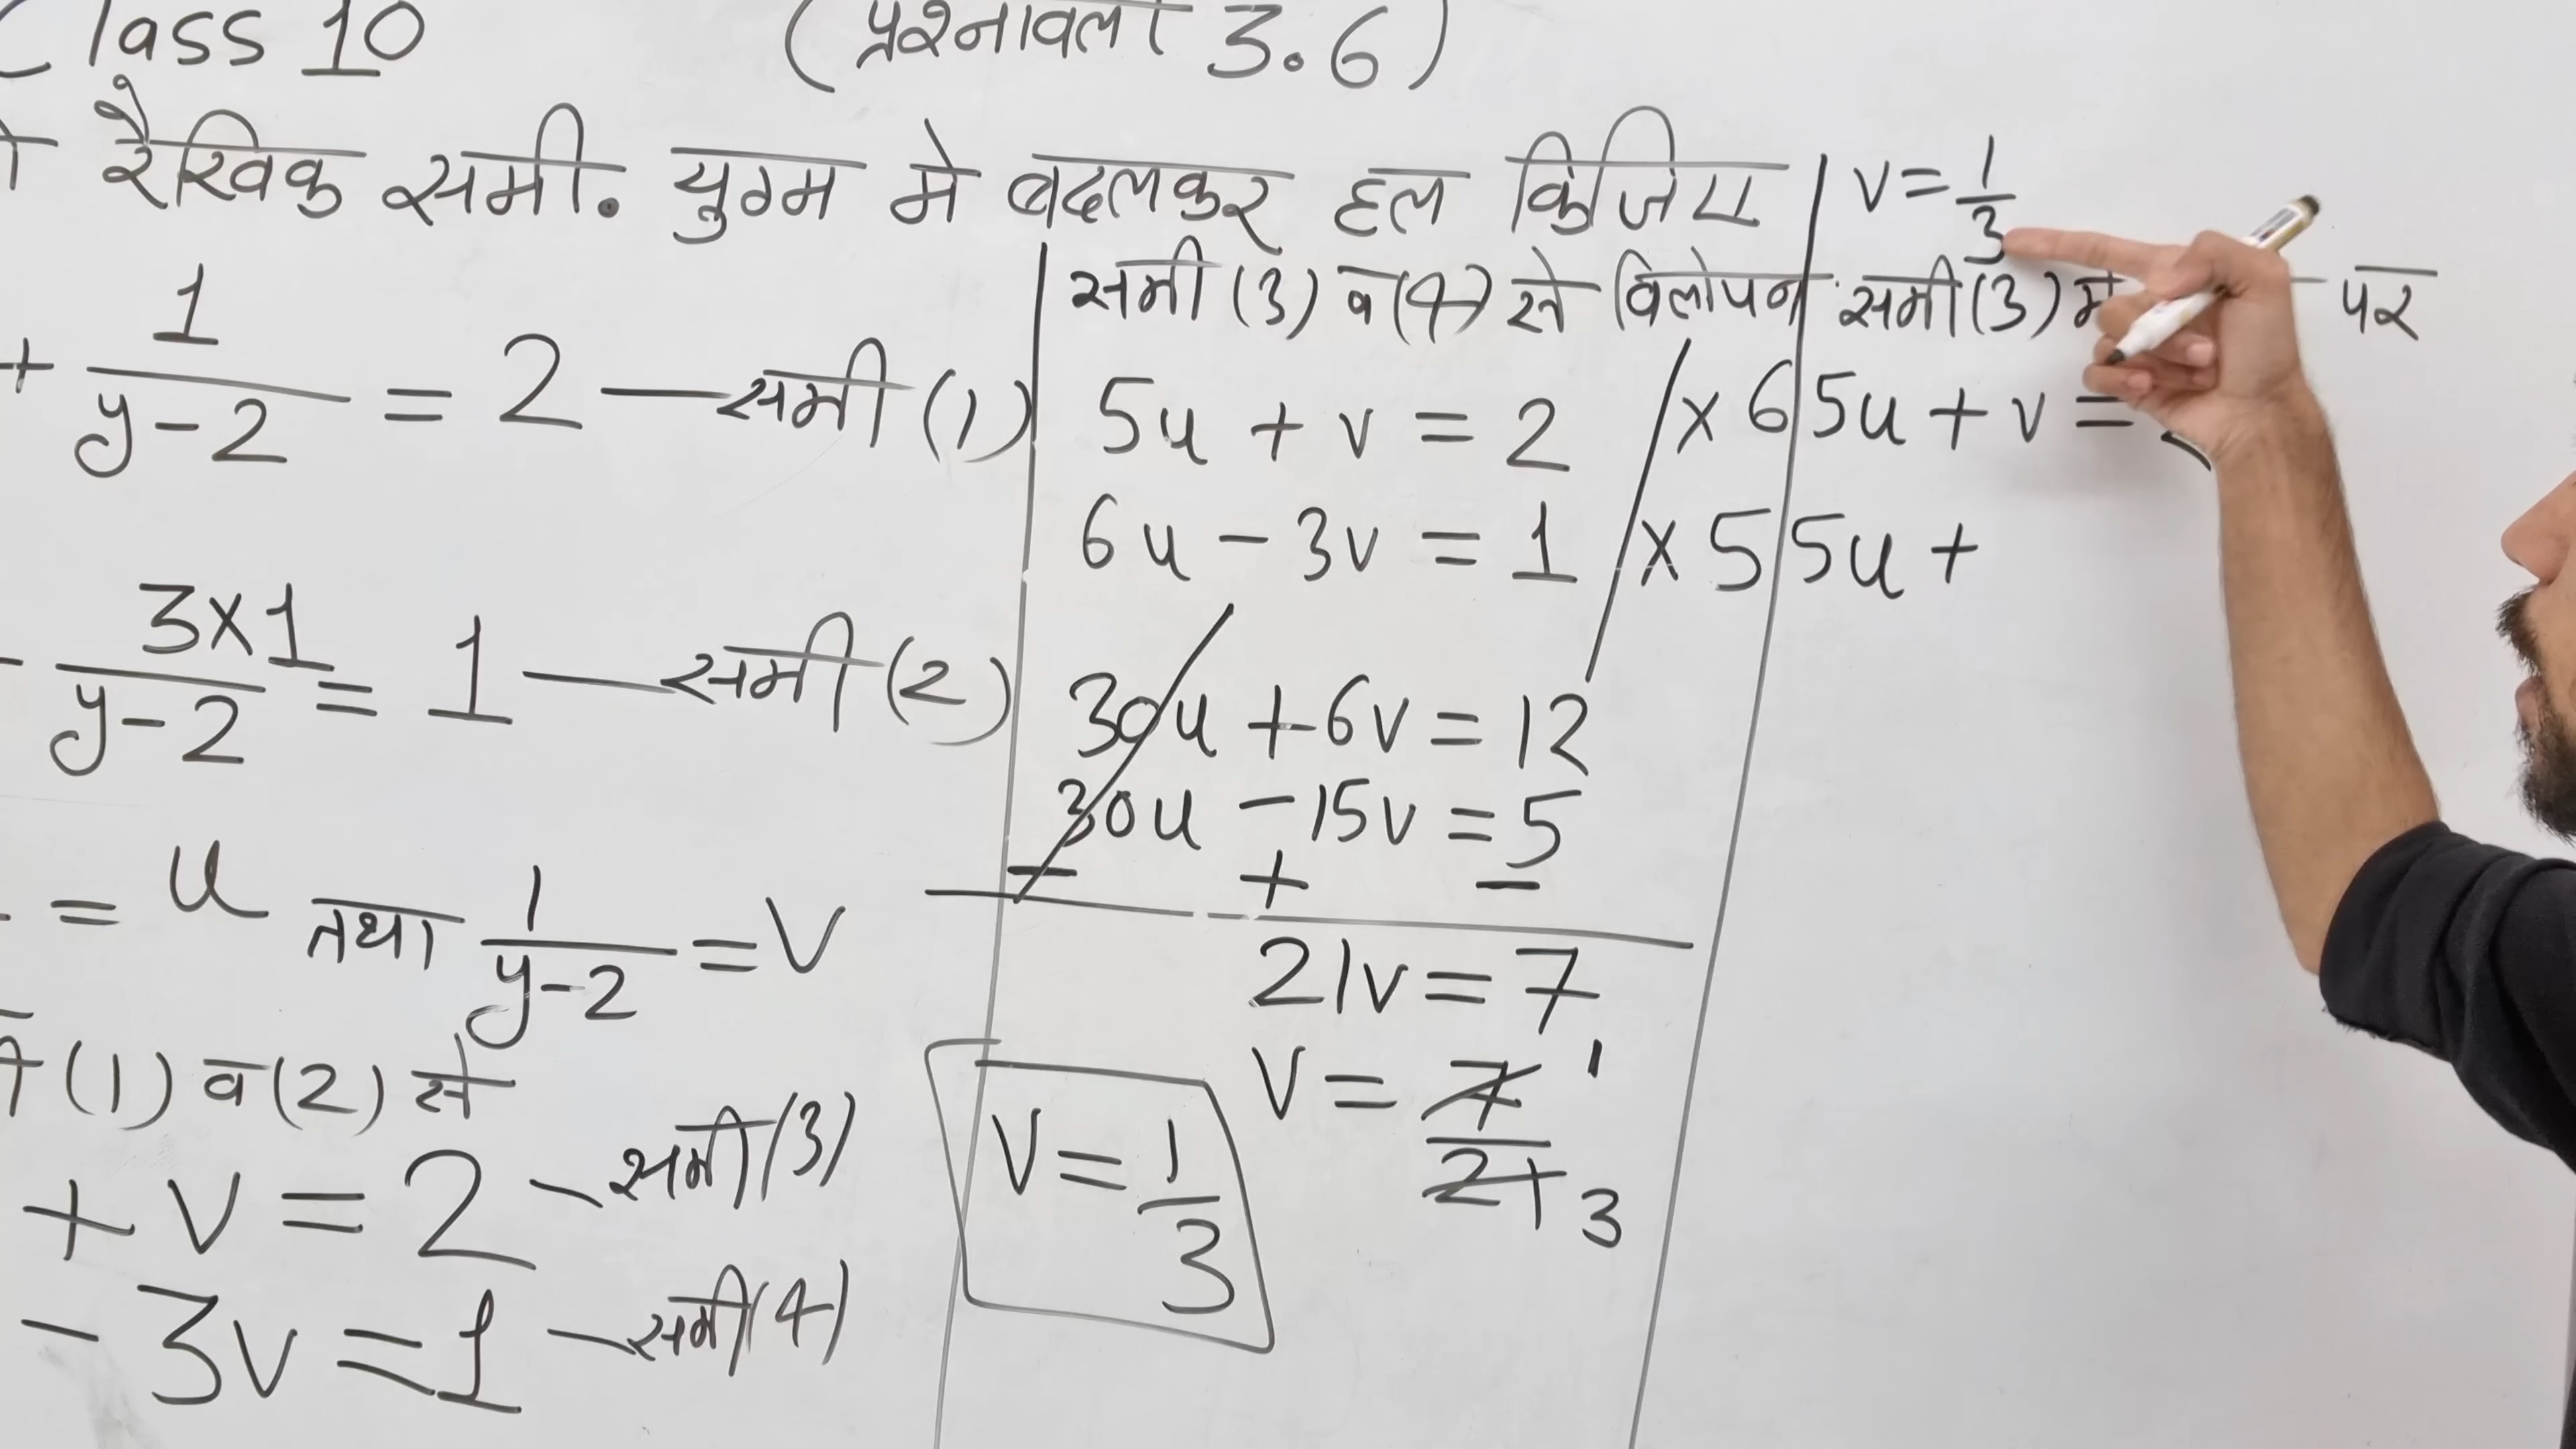 Class 10 (प्रश्नावली 3.6)
रैखिक समी. युग्म मे बदलकर हल किजिए
+ 1/(y-2) = 2 — समी (1)
- 3×1/(y-2) = 1 — समी (2)
= u तथा 1/(y-2) = v
(1) व (2) से
+ v = 2 - समी (3)
- 3v = 1 - समी (4)
समी (3) व (4) से विलोपन
5u + v = 2 / × 6
6u - 3v = 1 / × 5
30u + 6v = 12
30u - 15v = 5
- + -
21v = 7
v = 7/21 1 3
v = 1/3
v = 1/3
समी (3) में पर
5u + v =
5u +